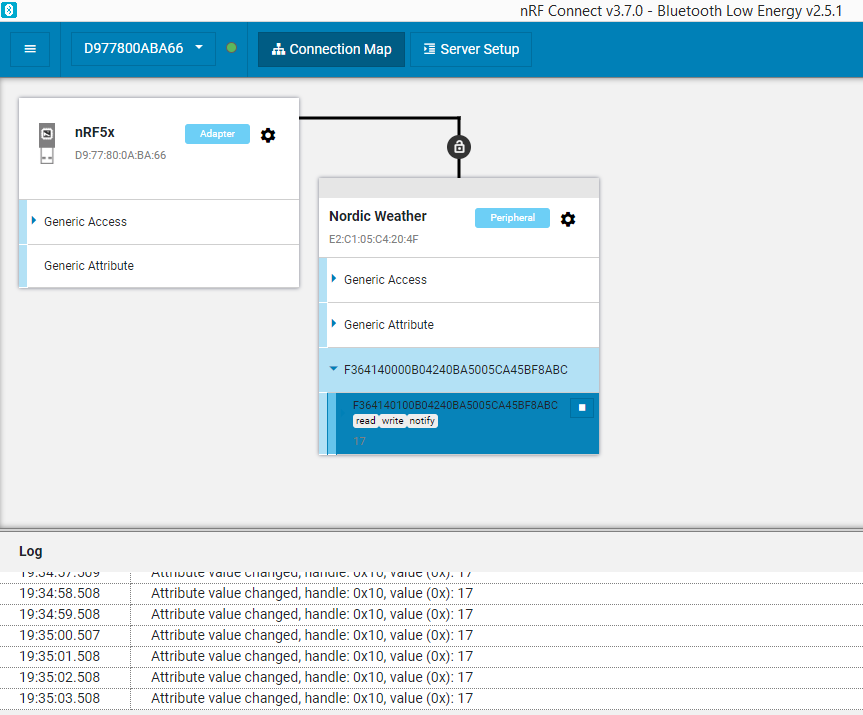 nRF Connect v3.7.0 - Bluetooth Low Energy v2.5.1
D977800ABA66
Connection Map
Server Setup
nRF5x
Adapter
D9:77:80:0A:BA:66
Generic Access
Generic Attribute
Nordic Weather
Peripheral
E2:C1:05:C4:20:4F
Generic Access
Generic Attribute
F364140000B04240BA5005CA45BF8ABC
F364140100B04240BA5005CA45BF8ABC
read write notify
17
Log
19:34:57.509 Attribute value changed, handle: 0x10, value (0x): 17
19:34:58.508 Attribute value changed, handle: 0x10, value (0x): 17
19:34:59.508 Attribute value changed, handle: 0x10, value (0x): 17
19:35:00.507 Attribute value changed, handle: 0x10, value (0x): 17
19:35:01.508 Attribute value changed, handle: 0x10, value (0x): 17
19:35:02.508 Attribute value changed, handle: 0x10, value (0x): 17
19:35:03.508 Attribute value changed, handle: 0x10, value (0x): 17